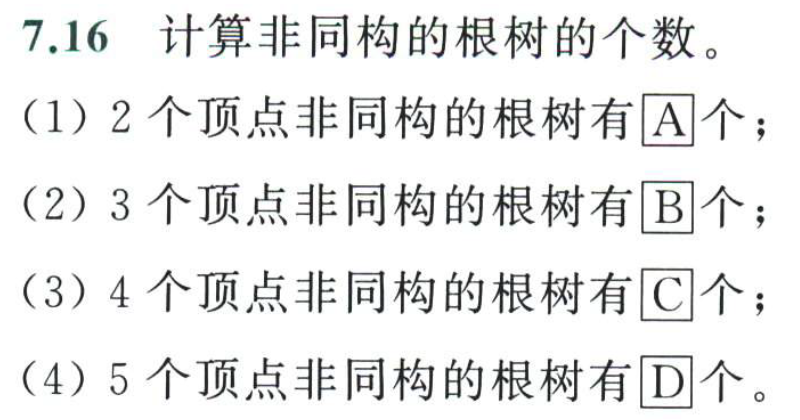 7.16 计算非同构的根树的个数。
（1）2 个顶点非同构的根树有A个；
（2）3 个顶点非同构的根树有B个；
（3）4 个顶点非同构的根树有C个；
（4）5 个顶点非同构的根树有D个。